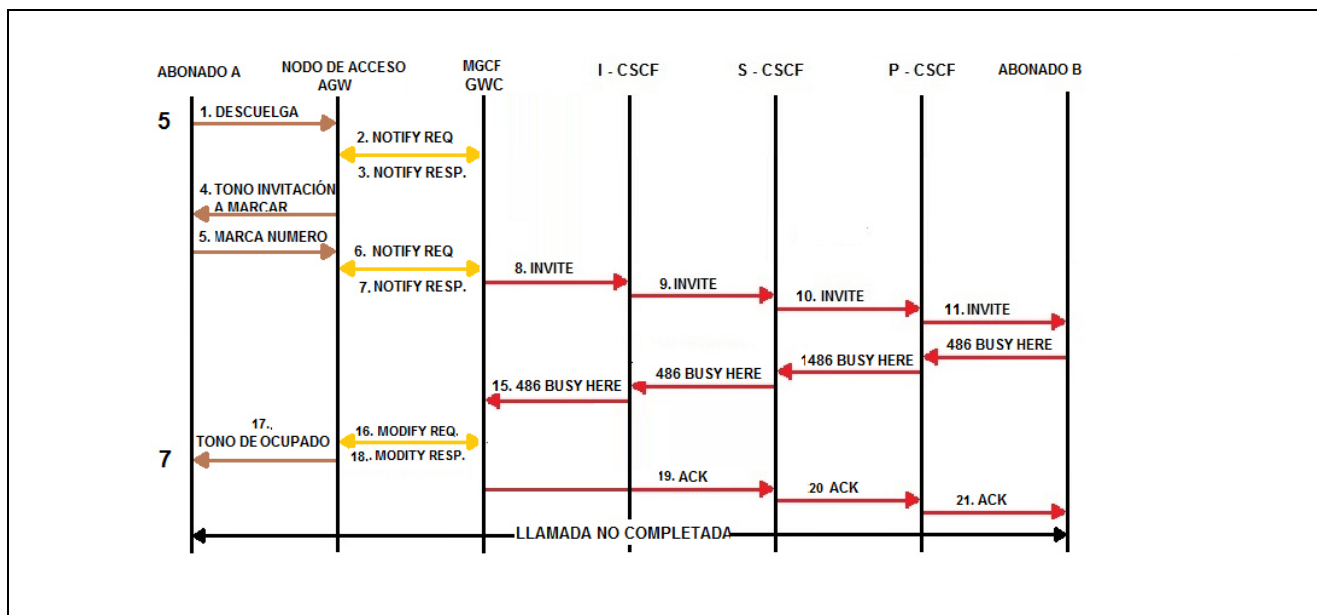 ABONADO A
NODO DE ACCESO
AGW
MGCF
GWC
I - CSCF
S - CSCF
P - CSCF
ABONADO B
5
1. DESCUELGA
2. NOTIFY REQ
3. NOTIFY RESP.
4. TONO INVITACIÓN
A MARCAR
5. MARCA NUMERO
6. NOTIFY REQ
7. NOTIFY RESP.
8. INVITE
9. INVITE
10. INVITE
11. INVITE
486 BUSY HERE
1486 BUSY HERE
486 BUSY HERE
15. 486 BUSY HERE
17..
TONO DE OCUPADO
16. MODIFY REQ.
18.. MODITY RESP.
7
19. ACK
20 ACK
21. ACK
LLAMADA NO COMPLETADA